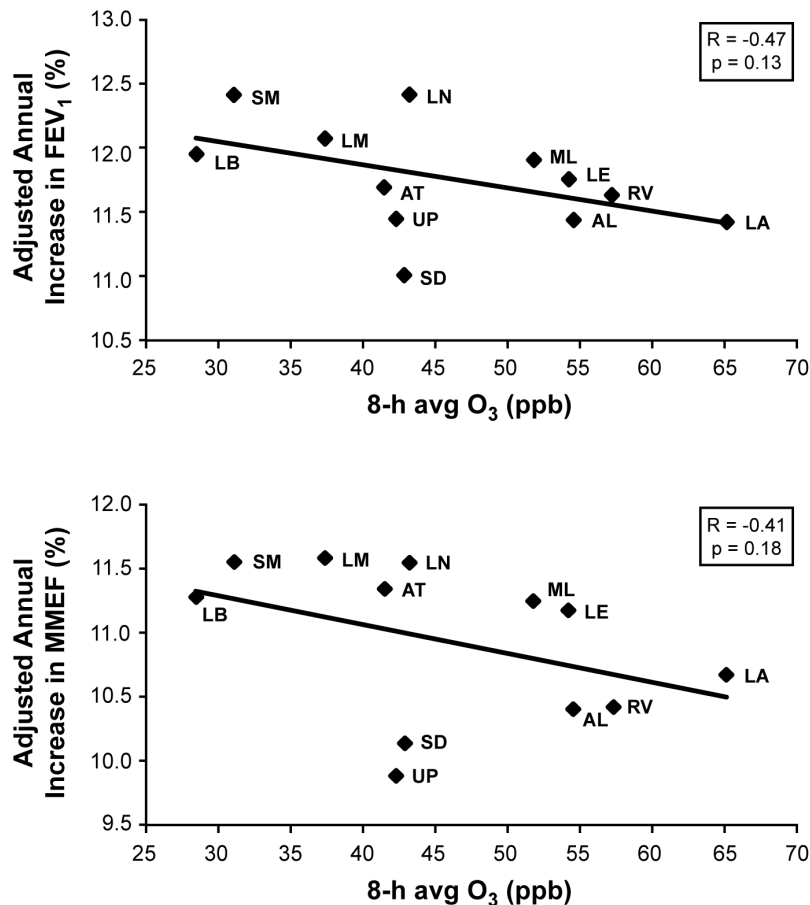 Adjusted Annual
Increase in FEV1 (%)
13.0
12.5
12.0
11.5
11.0
10.5
R = -0.47
p = 0.13
SM
LN
LM
LB
ML
LE
AT
RV
UP
AL
LA
SD
25 30 35 40 45 50 55 60 65 70
8-h avg O3 (ppb)
Adjusted Annual
Increase in MMEF (%)
12.0
11.5
11.0
10.5
10.0
9.5
R = -0.41
p = 0.18
SM
LM
LN
AT
ML
LB
LE
LA
AL
RV
SD
UP
25 30 35 40 45 50 55 60 65 70
8-h avg O3 (ppb)